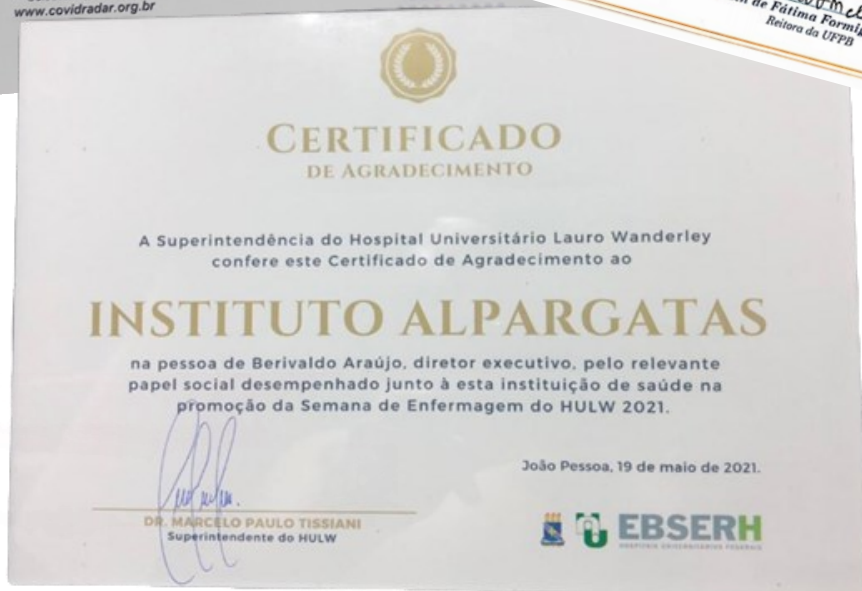 www.covidradar.org.br
de Fátima
Reitora da UFPB
CERTIFICADO
DE AGRADECIMENTO
A Superintendência do Hospital Universitário Lauro Wanderley
confere este Certificado de Agradecimento ao
INSTITUTO ALPARGATAS
na pessoa de Berivaldo Araújo, diretor executivo, pelo relevante
papel social desempenhado junto à esta instituição de saúde na
promoção da Semana de Enfermagem do HULW 2021.
João Pessoa, 19 de maio de 2021.
DR. MARCELO PAULO TISSIANI
Superintendente do HULW
EBSERH
HOSPITAIS UNIVERSITÁRIOS FEDERAIS